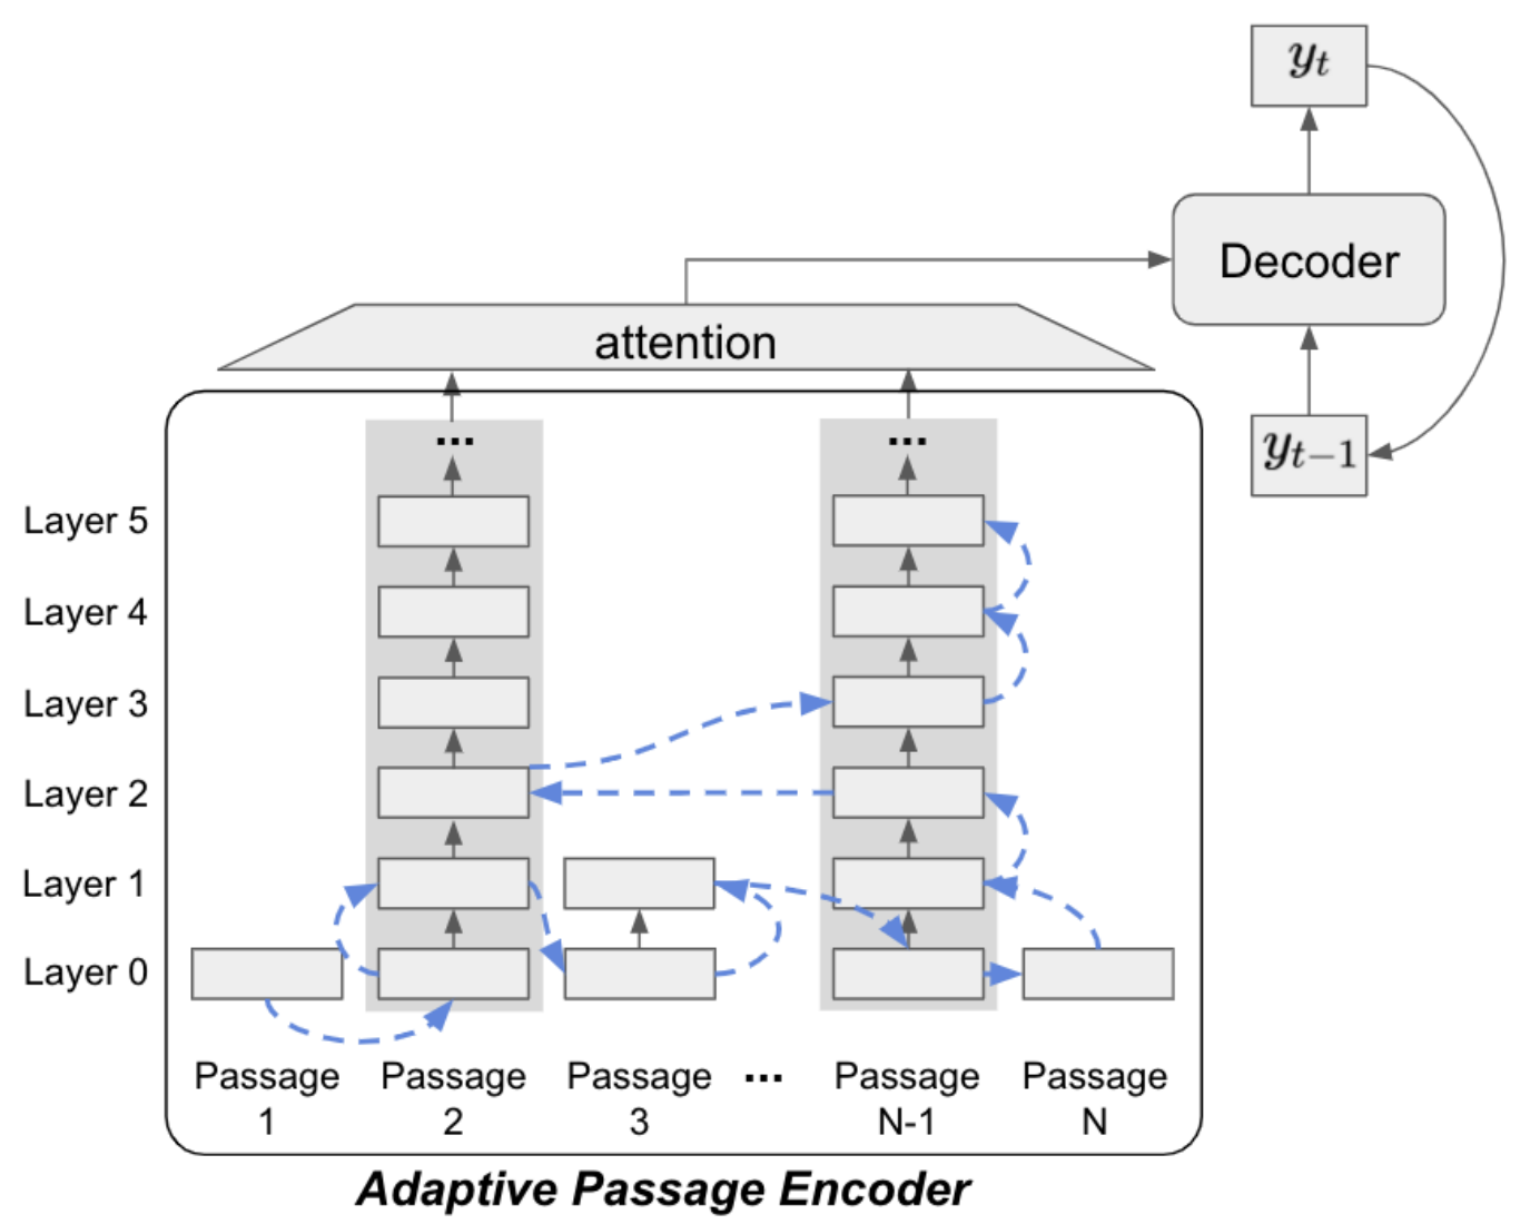 y_t
Decoder
attention
y_{t-1}
...
...
Layer 5
Layer 4
Layer 3
Layer 2
Layer 1
Layer 0
Passage 1
Passage 2
Passage 3
...
Passage N-1
Passage N
Adaptive Passage Encoder